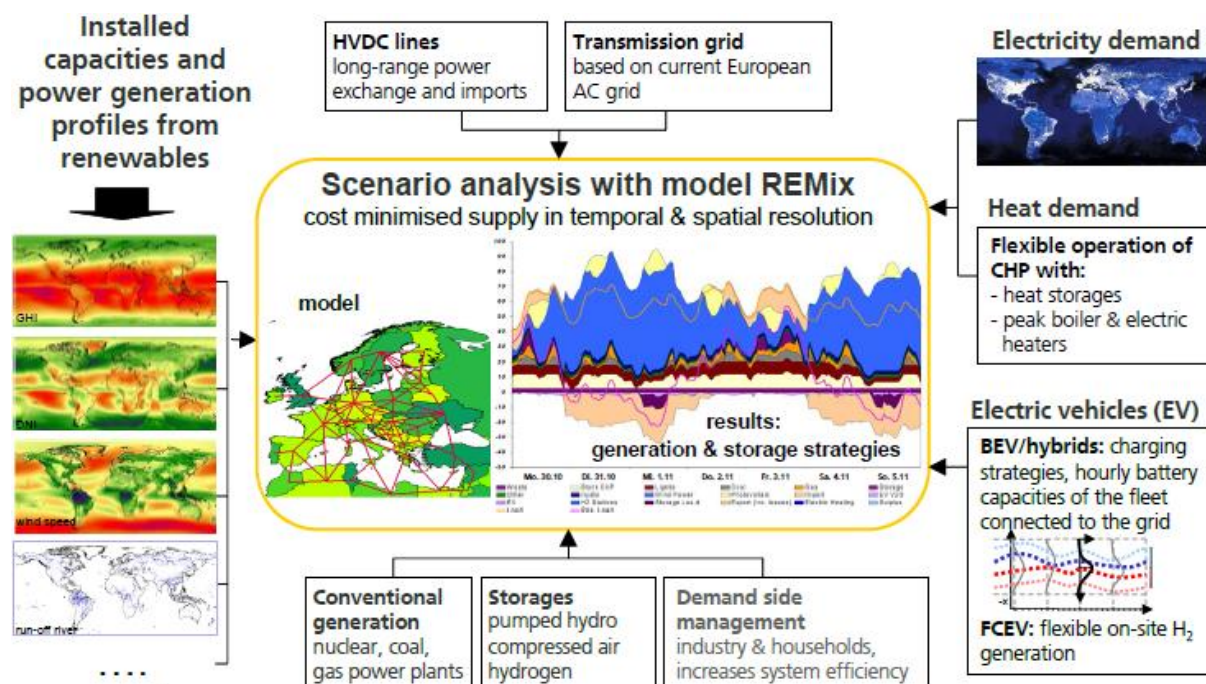 Installed
capacities and
power generation
profiles from
renewables
GHI
DNI
wind speed
run-off river
. . . .
HVDC lines
long-range power
exchange and imports
Transmission grid
based on current European
AC grid
Scenario analysis with model REMix
cost minimised supply in temporal & spatial resolution
model
results:
generation & storage strategies
Mo. 30.10 Di. 31.10 Mi. 1.11 Do. 2.11 Fr. 3.11 Sa. 4.11 So. 5.11
Conventional
generation
nuclear, coal,
gas power plants
Storages
pumped hydro
compressed air
hydrogen
Demand side
management
industry & households,
increases system efficiency
Electricity demand
Heat demand
Flexible operation of
CHP with:
- heat storages
- peak boiler & electric
heaters
Electric vehicles (EV)
BEV/hybrids: charging
strategies, hourly battery
capacities of the fleet
connected to the grid
FCEV: flexible on-site H₂
generation